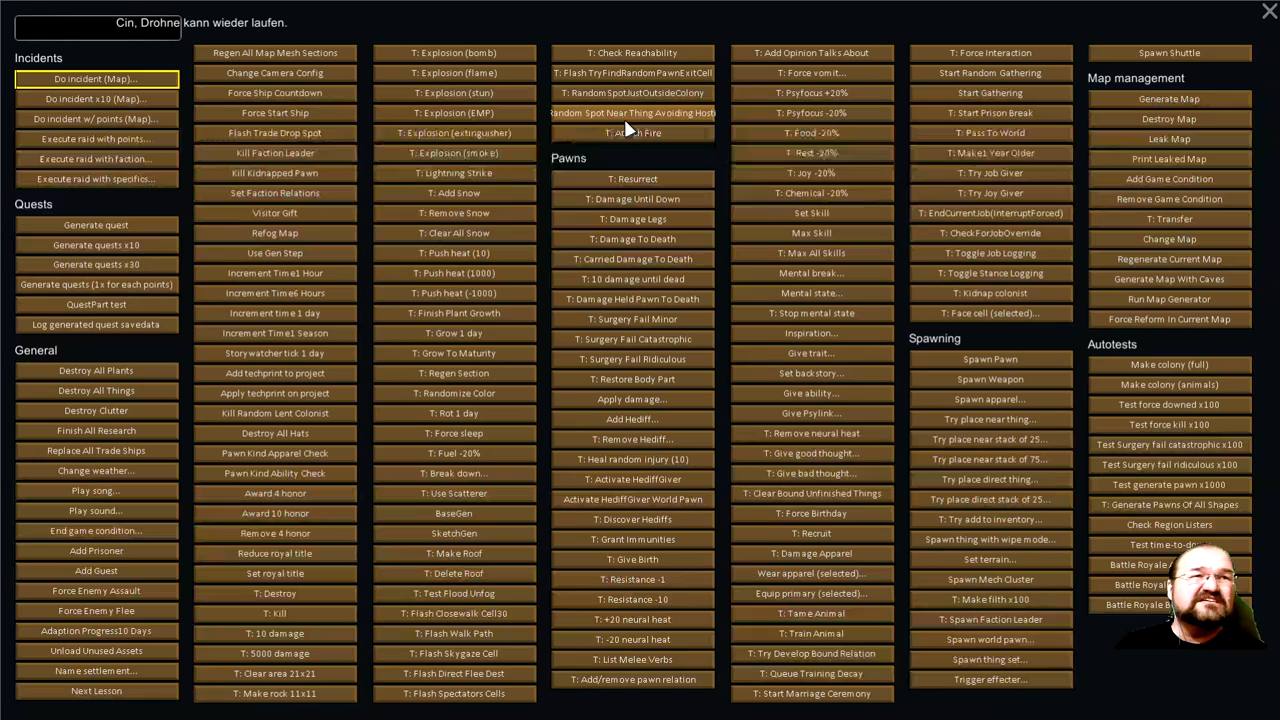 Cin, Drohne kann wieder laufen.
Incidents
Do incident (Map)...
Do incident x10 (Map)...
Do incident w/ points (Map)...
Execute raid with points...
Execute raid with faction...
Execute raid with specifics...
Quests
Generate quest
Generate quests x10
Generate quests x30
Generate quests (1x for each points)
QuestPart test
Log generated quest savedata
General
Destroy All Plants
Destroy All Things
Destroy Clutter
Finish All Research
Replace All Trade Ships
Change weather...
Play song...
Play sound...
End game condition...
Add Prisoner
Add Guest
Force Enemy Assault
Force Enemy Flee
Adaption Progress10 Days
Unload Unused Assets
Name settlement...
Next Lesson
Regen All Map Mesh Sections
Change Camera Config
Force Ship Countdown
Force Start Ship
Flash Trade Drop Spot
Kill Faction Leader
Kill Kidnapped Pawn
Set Faction Relations
Visitor Gift
Refog Map
Use Gen Step
Increment Time1 Hour
Increment Time6 Hours
Increment time 1 day
Increment Time1 Season
Storywatcher tick 1 day
Add techprint to project
Apply techprint on project
Kill Random Lent Colonist
Destroy All Hats
Pawn Kind Apparel Check
Pawn Kind Ability Check
Award 4 honor
Award 10 honor
Remove 4 honor
Reduce royal title
Set royal title
T: Destroy
T: Kill
T: 10 damage
T: 5000 damage
T: Clear area 21x21
T: Make rock 11x11
T: Explosion (bomb)
T: Explosion (flame)
T: Explosion (stun)
T: Explosion (EMP)
T: Explosion (extinguisher)
T: Explosion (smoke)
T: Lightning Strike
T: Add Snow
T: Remove Snow
T: Clear All Snow
T: Push heat (10)
T: Push heat (1000)
T: Push heat (-1000)
T: Finish Plant Growth
T: Grow 1 day
T: Grow To Maturity
T: Regen Section
T: Randomize Color
T: Rot 1 day
T: Force sleep
T: Fuel -20%
T: Break down...
T: Use Scatterer
BaseGen
SketchGen
T: Make Roof
T: Delete Roof
T: Test Flood Unfog
T: Flash Closewalk Cell30
T: Flash Walk Path
T: Flash Skygaze Cell
T: Flash Direct Flee Dest
T: Flash Spectators Cells
T: Check Reachability
T: Flash TryFindRandomPawnExitCell
T: RandomSpotJustOutsideColony
Random Spot Near Thing Avoiding Hosti
Fire
Pawns
T: Resurrect
T: Damage Until Down
T: Damage Legs
T: Damage To Death
T: Carried Damage To Death
T: 10 damage until dead
T: Damage Held Pawn To Death
T: Surgery Fail Minor
T: Surgery Fail Catastrophic
T: Surgery Fail Ridiculous
T: Restore Body Part
Apply damage...
Add Hediff...
T: Remove Hediff...
T: Heal random injury (10)
T: Activate HediffGiver
Activate HediffGiver World Pawn
T: Discover Hediffs
T: Grant Immunities
T: Give Birth
T: Resistance -1
T: Resistance -10
T: +20 neural heat
T: -20 neural heat
T: List Melee Verbs
T: Add/remove pawn relation
T: Add Opinion Talks About
T: Force vomit...
T: Psyfocus +20%
T: Psyfocus -20%
T: Food -20%
T: Rest -20%
T: Joy -20%
T: Chemical -20%
Set Skill
Max Skill
T: Max All Skills
Mental break...
Mental state...
T: Stop mental state
Inspiration...
Give trait...
Set backstory...
Give ability...
Give Psylink...
T: Remove neural heat
T: Give good thought...
T: Give bad thought...
T: Clear Bound Unfinished Things
T: Force Birthday
T: Recruit
T: Damage Apparel
Wear apparel (selected)...
Equip primary (selected)...
T: Tame Animal
T: Train Animal
T: Try Develop Bound Relation
T: Queue Training Decay
T: Start Marriage Ceremony
T: Force Interaction
Start Random Gathering
Start Gathering
T: Start Prison Break
T: Pass To World
T: Make1 Year Older
T: Try Job Giver
T: Try Joy Giver
T: EndCurrentJob(InterruptForced)
T: CheckForJobOverride
T: Toggle Job Logging
T: Toggle Stance Logging
T: Kidnap colonist
T: Face cell (selected)...
Spawning
Spawn Pawn
Spawn Weapon
Spawn apparel...
Try place near thing...
Try place near stack of 25...
Try place near stack of 75...
Try place direct thing...
Try place direct stack of 25...
T: Try add to inventory...
Spawn thing with wipe mode...
Set terrain...
Spawn Mech Cluster
T: Make filth x100
T: Spawn Faction Leader
Spawn world pawn...
Spawn thing set...
Trigger effecter...
Spawn Shuttle
Map management
Generate Map
Destroy Map
Leak Map
Print Leaked Map
Add Game Condition
Remove Game Condition
T: Transfer
Change Map
Regenerate Current Map
Generate Map With Caves
Run Map Generator
Force Reform In Current Map
Autotests
Make colony (full)
Make colony (animals)
Test force downed x100
Test force kill x100
Test Surgery fail catastrophic x100
Test Surgery fail ridiculous x100
Test generate pawn x1000
T: Generate Pawns Of All Shapes
Check Region Listers
Test time-to-do
Battle Royale
Battle Roya
Battle Royale B